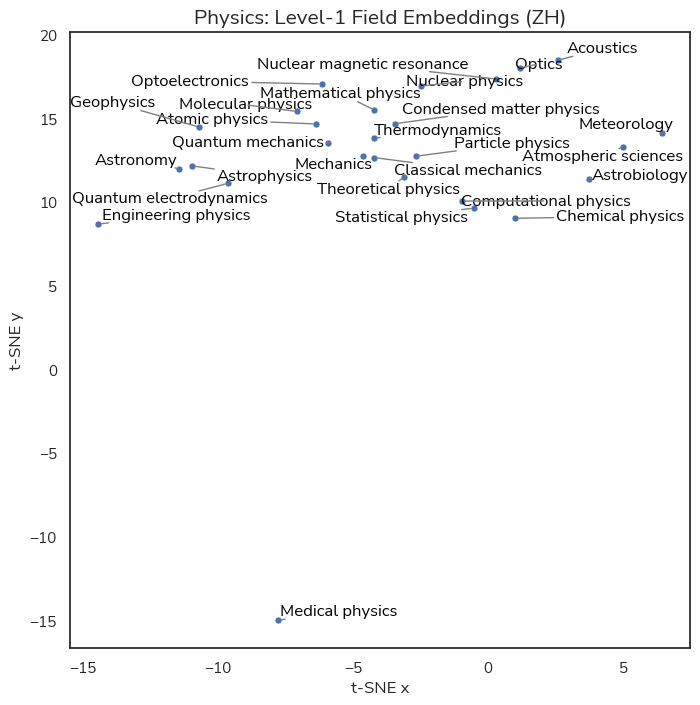 Physics: Level-1 Field Embeddings (ZH)
20
15
10
5
0
−5
−10
−15
t-SNE y
Acoustics
Optics
Nuclear magnetic resonance
Optoelectronics
Nuclear physics
Mathematical physics
Geophysics
Molecular physics
Condensed matter physics
Atomic physics
Thermodynamics
Meteorology
Quantum mechanics
Particle physics
Atmospheric sciences
Astronomy
Mechanics
Classical mechanics
Astrophysics
Astrobiology
Theoretical physics
Quantum electrodynamics
Computational physics
Engineering physics
Statistical physics
Chemical physics
Medical physics
−15
−10
−5
0
5
t-SNE x